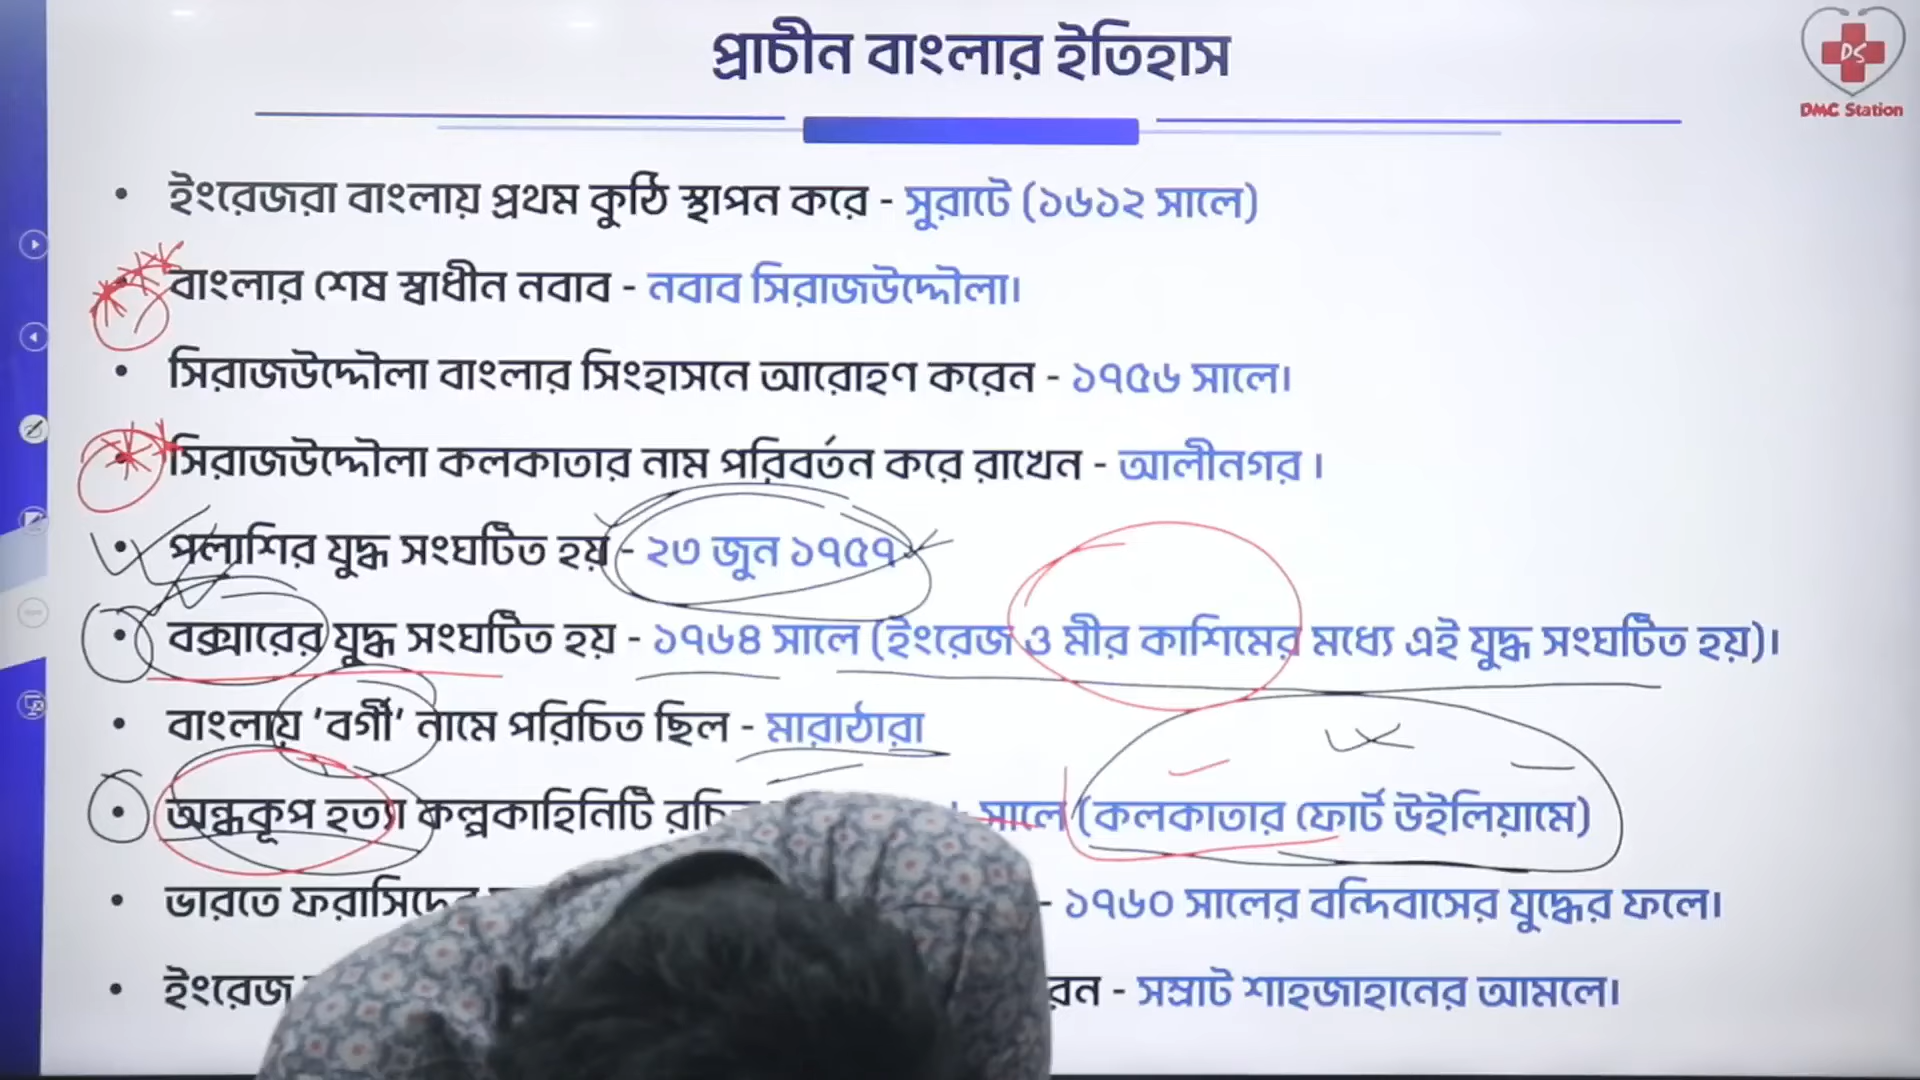 প্রাচীন বাংলার ইতিহাস
DS
DMC Station
• ইংরেজরা বাংলায় প্রথম কুঠি স্থাপন করে - সুরাটে (১৬১২ সালে)
• বাংলার শেষ স্বাধীন নবাব - নবাব সিরাজউদ্দৌলা।
• সিরাজউদ্দৌলা বাংলার সিংহাসনে আরোহণ করেন - ১৭৫৬ সালে।
• সিরাজউদ্দৌলা কলকাতার নাম পরিবর্তন করে রাখেন - আলীনগর ।
• পলাশির যুদ্ধ সংঘটিত হয় - ২৩ জুন ১৭৫৭
• বক্সারের যুদ্ধ সংঘটিত হয় - ১৭৬৪ সালে (ইংরেজ ও মীর কাশিমের মধ্যে এই যুদ্ধ সংঘটিত হয়)।
• বাংলায় ‘বর্গী’ নামে পরিচিত ছিল - মারাঠারা
• অন্ধকূপ হত্যা কল্পকাহিনিটি সালে (কলকাতার ফোর্ট উইলিয়ামে)
• ভারতে ফরাসিদের - ১৭৬০ সালের বন্দিবাসের যুদ্ধের ফলে।
• ইংরেজ - সম্রাট শাহজাহানের আমলে।